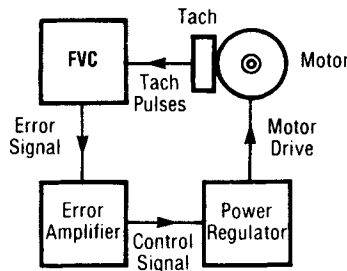 Tach
FVC
Motor
Tach
Pulses
Error
Signal
Motor
Drive
Error
Amplifier
Power
Regulator
Control
Signal